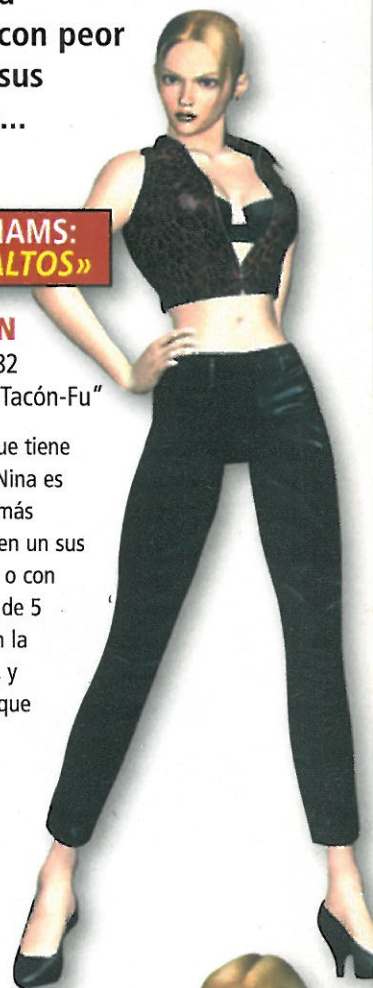 con peor
sus
...
IAMS:
ALTOS»
N
32
Tacón-Fu"
ue tiene
Nina es
más
en un sus
o con
de 5
n la
y
que